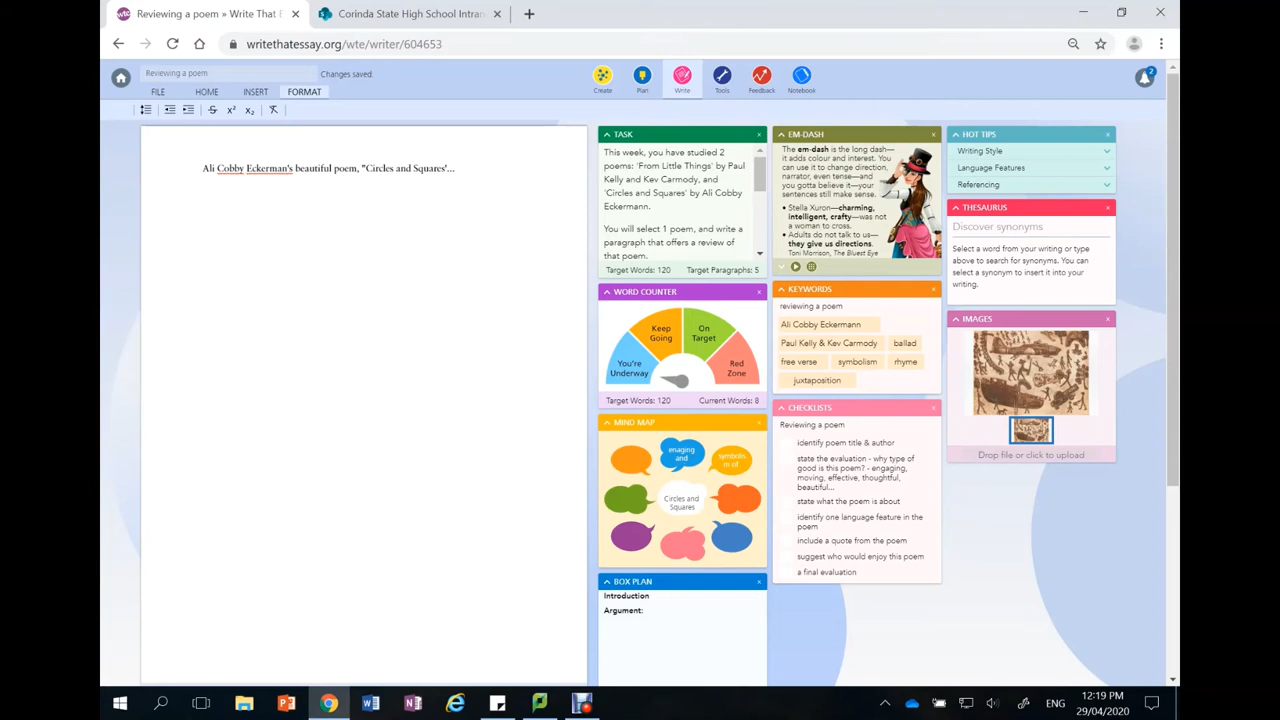 Reviewing a poem » Write That E
Corinda State High School Intran
writethatessay.org/wte/writer/604653
Reviewing a poem
Changes saved.
FILE
HOME
INSERT
FORMAT
Create
Plan
Write
Tools
Feedback
Notebook
2
Ali Cobby Eckerman's beautiful poem, "Circles and Squares'...
TASK
This week, you have studied 2
poems: 'From Little Things' by Paul
Kelly and Kev Carmody, and
'Circles and Squares' by Ali Cobby
Eckermann.
You will select 1 poem, and write a
paragraph that offers a review of
that poem.
Target Words: 120
Target Paragraphs: 5
WORD COUNTER
You're
Underway
Keep
Going
On
Target
Red
Zone
Target Words: 120
Current Words: 8
MIND MAP
enaging
and
symbolis
m of
Circles and
Squares
BOX PLAN
Introduction
Argument:
EM-DASH
The em-dash is the long dash—
it adds colour and interest. You
can use it to change direction,
narrator, even tense—and
you gotta believe it—your
sentences still make sense.
• Stella Xuron—charming,
intelligent, crafty—was not
a woman to cross.
• Adults do not talk to us—
they give us directions.
Toni Morrison, The Bluest Eye
KEYWORDS
reviewing a poem
Ali Cobby Eckermann
Paul Kelly & Kev Carmody
ballad
free verse
symbolism
rhyme
juxtaposition
CHECKLISTS
Reviewing a poem
identify poem title & author
state the evaluation - why type of
good is this poem? - engaging,
moving, effective, thoughtful,
beautiful...
state what the poem is about
identify one language feature in the
poem
include a quote from the poem
suggest who would enjoy this poem
a final evaluation
HOT TIPS
Writing Style
Language Features
Referencing
THESAURUS
Discover synonyms
Select a word from your writing or type
above to search for synonyms. You can
select a synonym to insert it into your
writing.
IMAGES
Drop file or click to upload
ENG
12:19 PM
29/04/2020